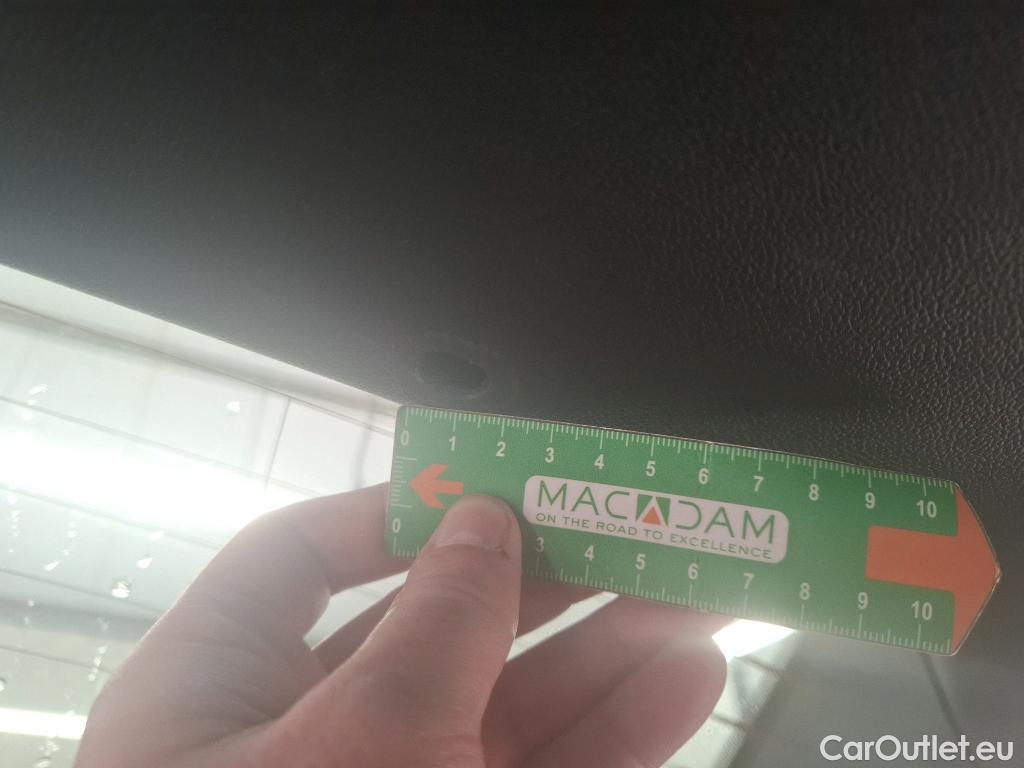 0 1 2 3 4 5 6 7 8 9 10
MACADAM
ON THE ROAD TO EXCELLENCE
0 3 4 5 6 7 8 9 10
CarOutlet.eu